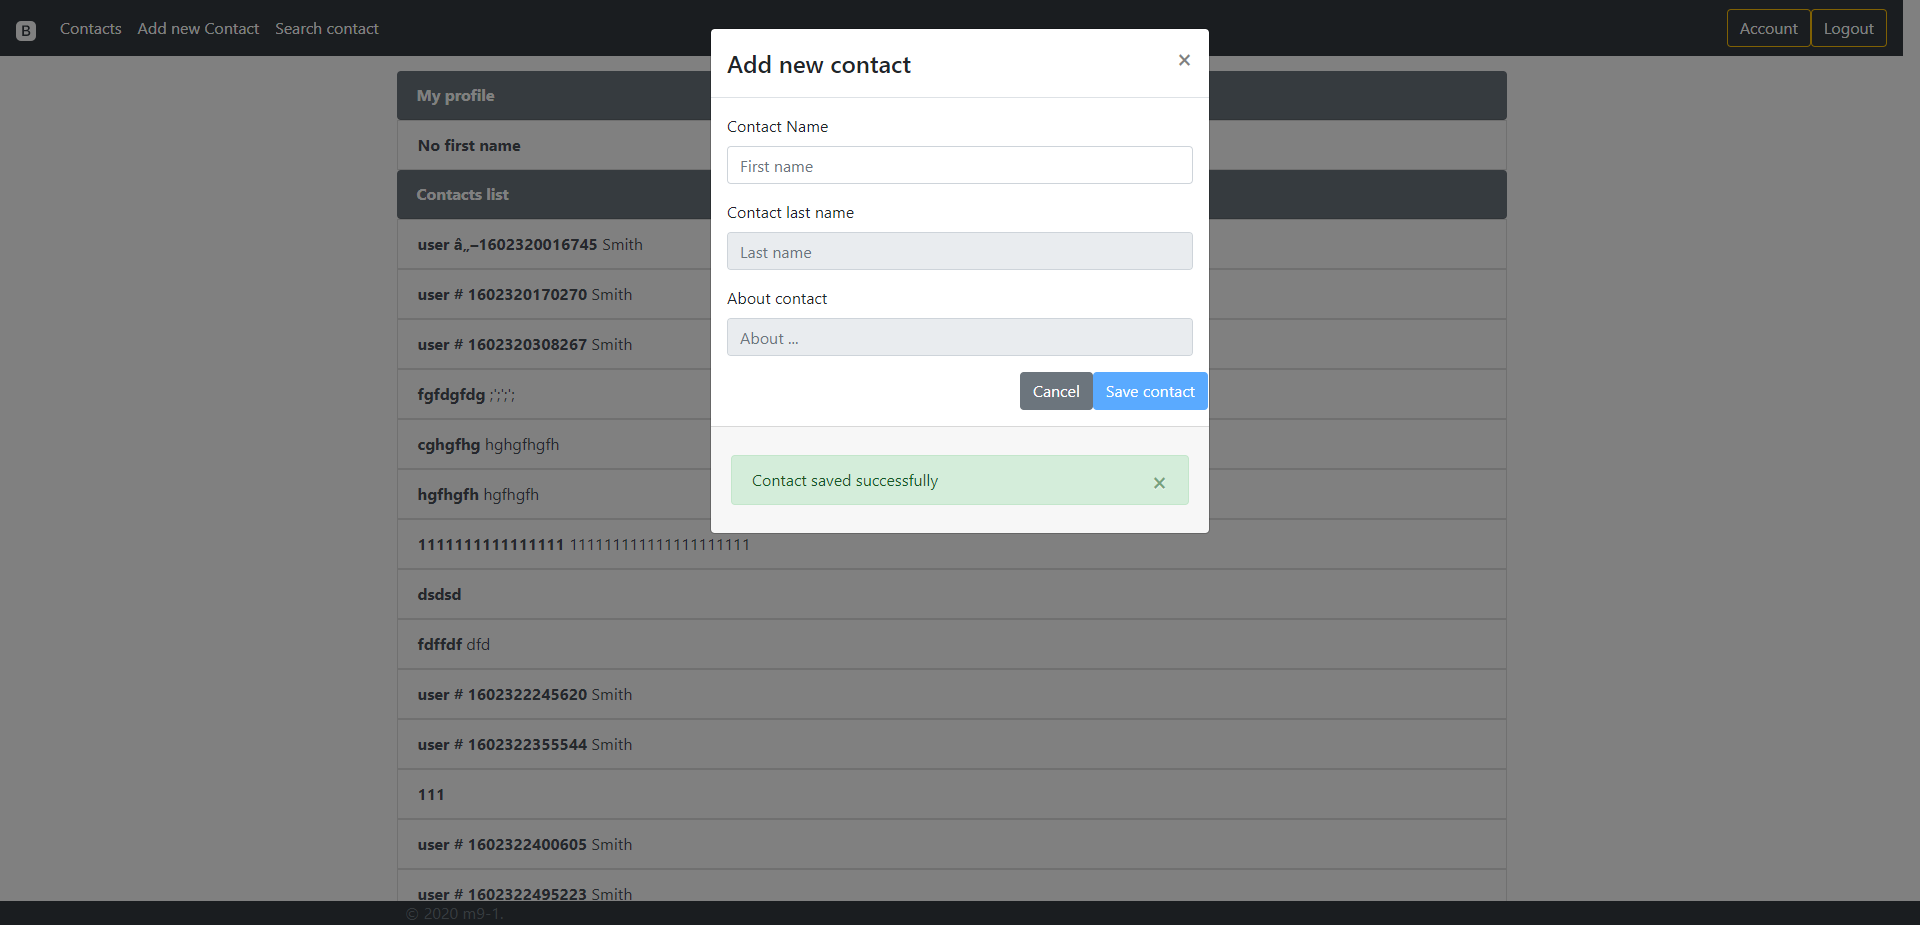 B Contacts Add new Contact Search contact Account Logout
Add new contact ×
Contact Name
First name
Contact last name
Last name
About contact
About ...
Cancel Save contact
Contact saved successfully ×
My profile
No first name
Contacts list
user â„–1602320016745 Smith
user # 1602320170270 Smith
user # 1602320308267 Smith
fgfdgfdg ;';';';
cghgfhg hghgfhgfh
hgfhgfh hgfhgfh
1111111111111111 111111111111111111111
dsdsd
fdffdf dfd
user # 1602322245620 Smith
user # 1602322355544 Smith
111
user # 1602322400605 Smith
user # 1602322495223 Smith
© 2020 m9-1.